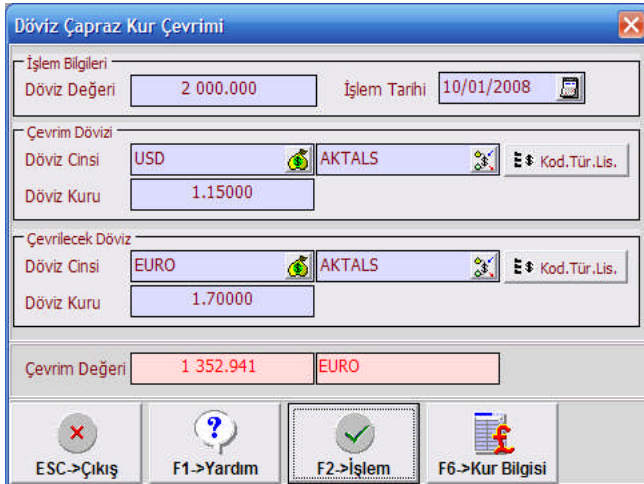 Döviz Çapraz Kur Çevrimi
İşlem Bilgileri
Döviz Değeri 2 000.000 İşlem Tarihi 10/01/2008
Çevrim Dövizi
Döviz Cinsi USD AKTALS Kod.Tür.Lis.
Döviz Kuru 1.15000
Çevrilecek Döviz
Döviz Cinsi EURO AKTALS Kod.Tür.Lis.
Döviz Kuru 1.70000
Çevrim Değeri 1 352.941 EURO
ESC->Çıkış F1->Yardım F2->İşlem F6->Kur Bilgisi